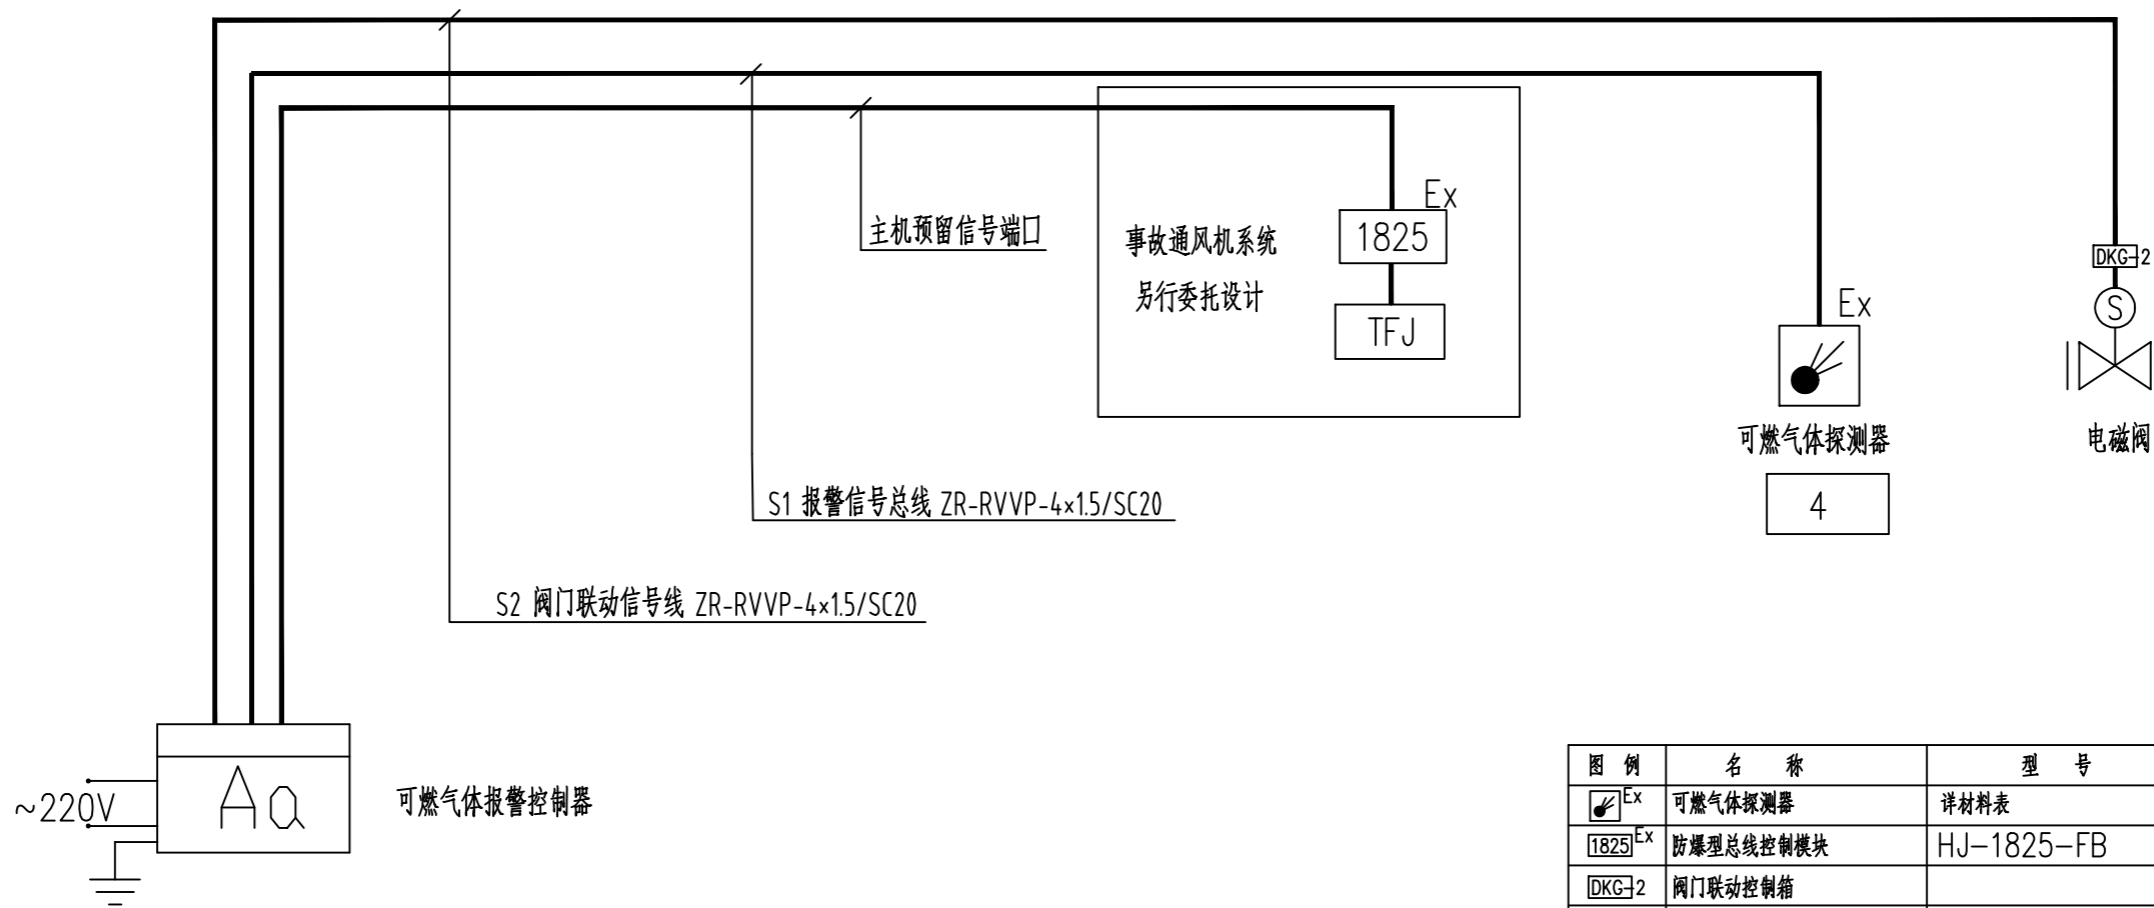 主机预留信号端口
事故通风机系统
另行委托设计
Ex
1825
TFJ
Ex
可燃气体探测器
4
DKG-2
S
电磁阀
S1 报警信号总线 ZR-RVVP-4×1.5/SC20
S2 阀门联动信号线 ZR-RVVP-4×1.5/SC20
~220V
AQ
可燃气体报警控制器
图例 名称 型号
Ex 可燃气体探测器 详材料表
1825 Ex 防爆型总线控制模块 HJ-1825-FB
DKG-2 阀门联动控制箱